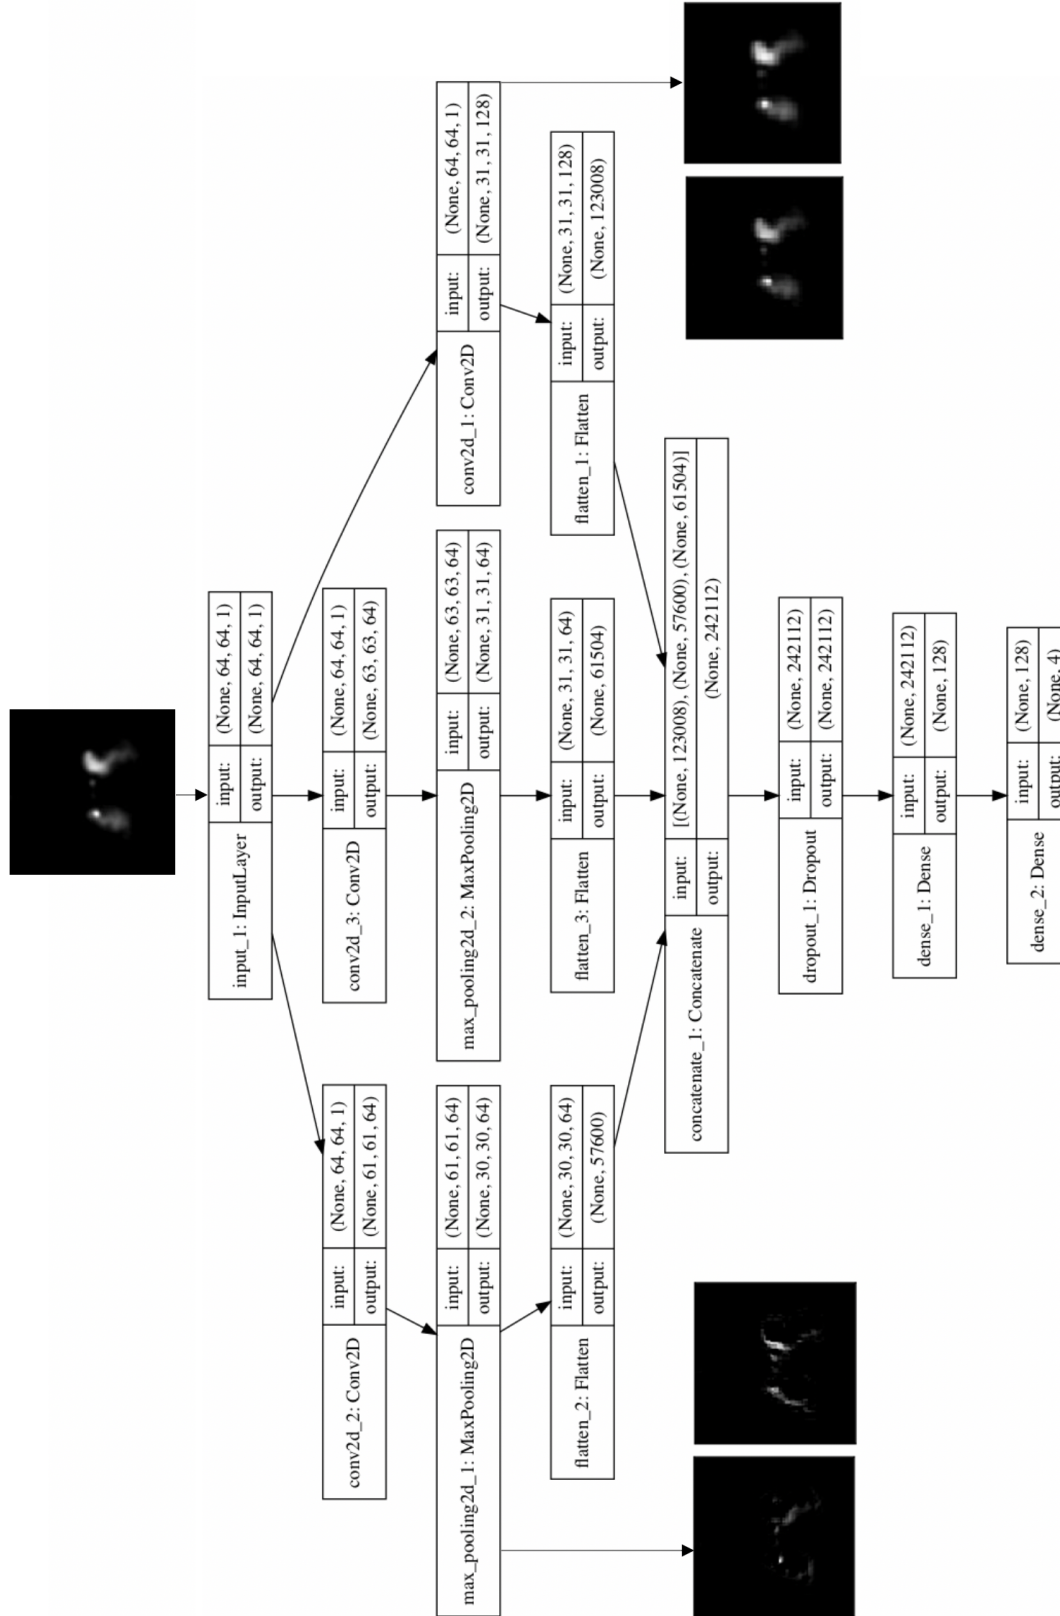 input_1: InputLayer
input: (None, 64, 64, 1)
output: (None, 64, 64, 1)
conv2d_2: Conv2D
input: (None, 64, 64, 1)
output: (None, 61, 61, 64)
conv2d_3: Conv2D
input: (None, 64, 64, 1)
output: (None, 63, 63, 64)
max_pooling2d_1: MaxPooling2D
input: (None, 61, 61, 64)
output: (None, 30, 30, 64)
max_pooling2d_2: MaxPooling2D
input: (None, 63, 63, 64)
output: (None, 31, 31, 64)
conv2d_1: Conv2D
input: (None, 64, 64, 1)
output: (None, 31, 31, 128)
flatten_2: Flatten
input: (None, 30, 30, 64)
output: (None, 57600)
flatten_3: Flatten
input: (None, 31, 31, 64)
output: (None, 61504)
flatten_1: Flatten
input: (None, 31, 31, 128)
output: (None, 123008)
concatenate_1: Concatenate
input: [(None, 123008), (None, 57600), (None, 61504)]
output: (None, 242112)
dropout_1: Dropout
input: (None, 242112)
output: (None, 242112)
dense_1: Dense
input: (None, 242112)
output: (None, 128)
dense_2: Dense
input: (None, 128)
output: (None, 4)